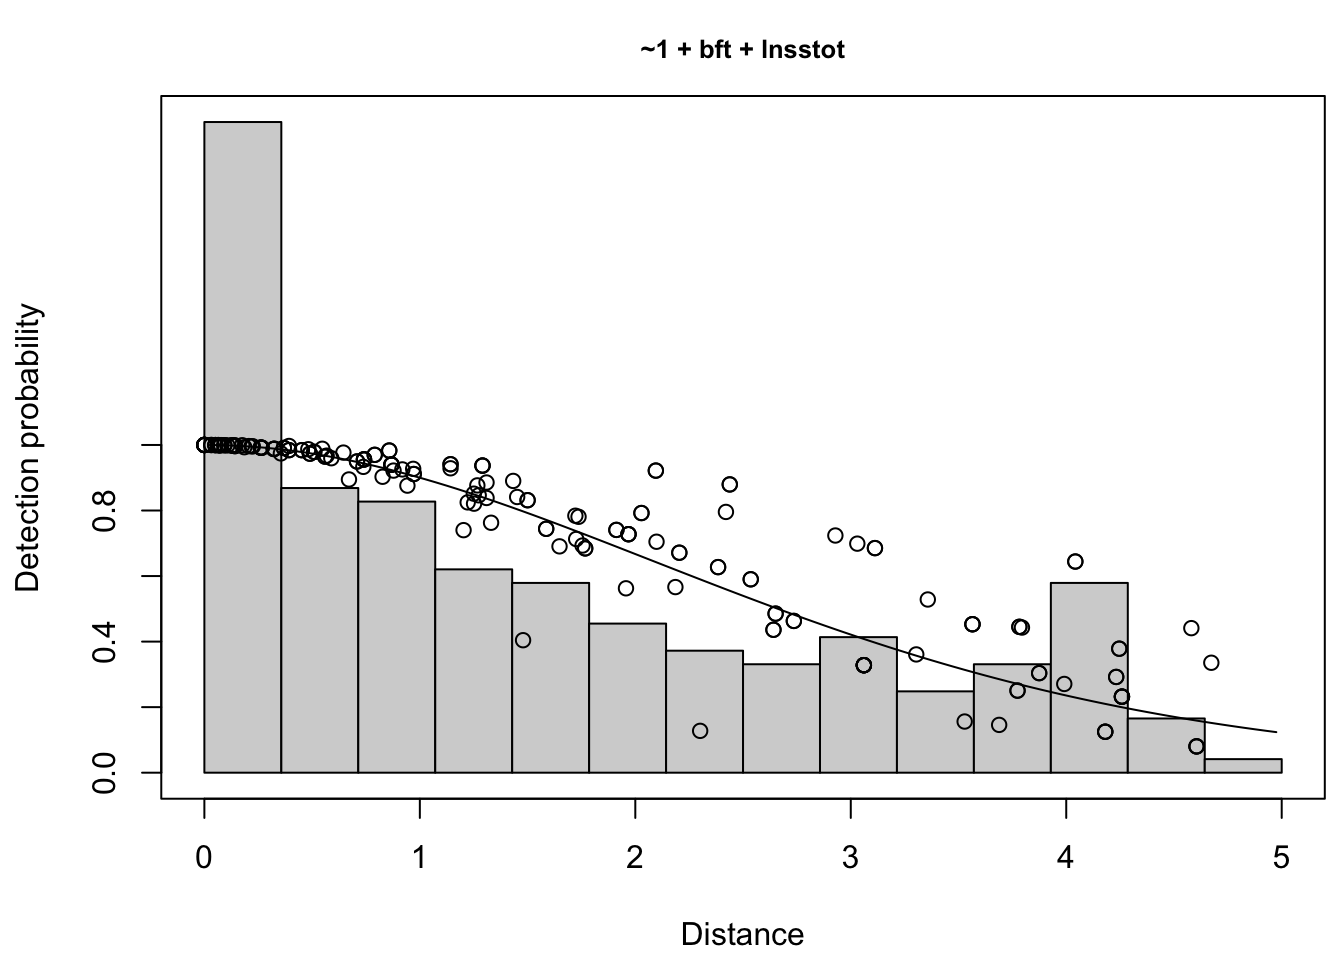 ~1 + bft + lnsstot
Detection probability
0.8
0.4
0.0
0 1 2 3 4 5
Distance